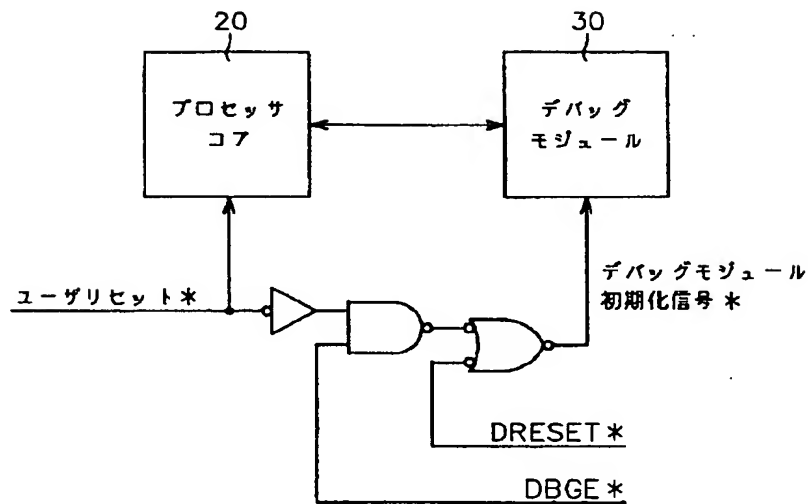 20
30
プロセッサ
コア
デバッグ
モジュール
ユーザリセット*
デバッグモジュール
初期化信号*
DRESET*
DBGE*